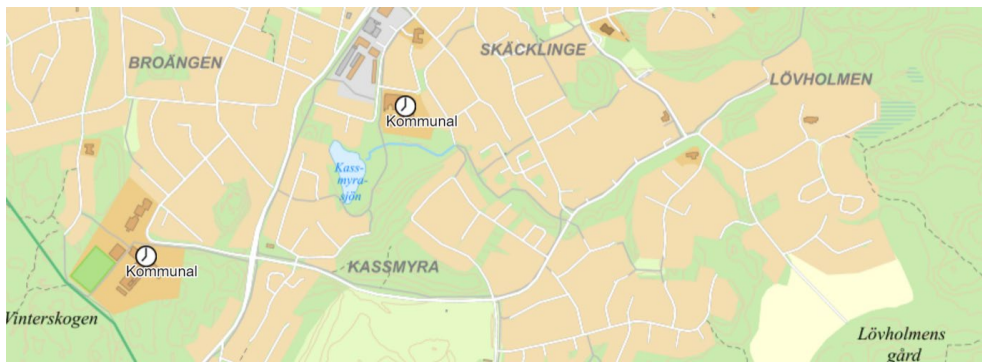 SKÄCKLINGE
BROÄNGEN
LÖVHOLMEN
Kommunal
Kass-
myra-
sjön
KASSMYRA
Kommunal
Vinterskogen
Lövholmens
gård